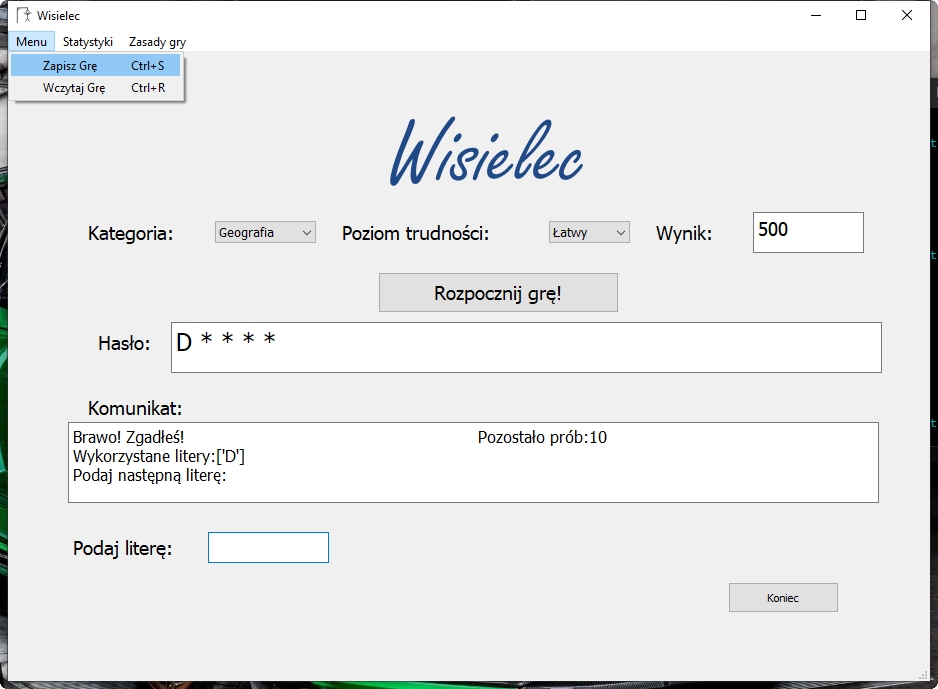 Wisielec
Menu Statystyki Zasady gry
Zapisz Grę Ctrl+S
Wczytaj Grę Ctrl+R
Wisielec
Kategoria: Geografia Poziom trudności: Łatwy Wynik: 500
Rozpocznij grę!
Hasło: D * * * *
Komunikat:
Brawo! Zgadłeś! Pozostało prób:10
Wykorzystane litery:['D']
Podaj następną literę:
Podaj literę:
Koniec